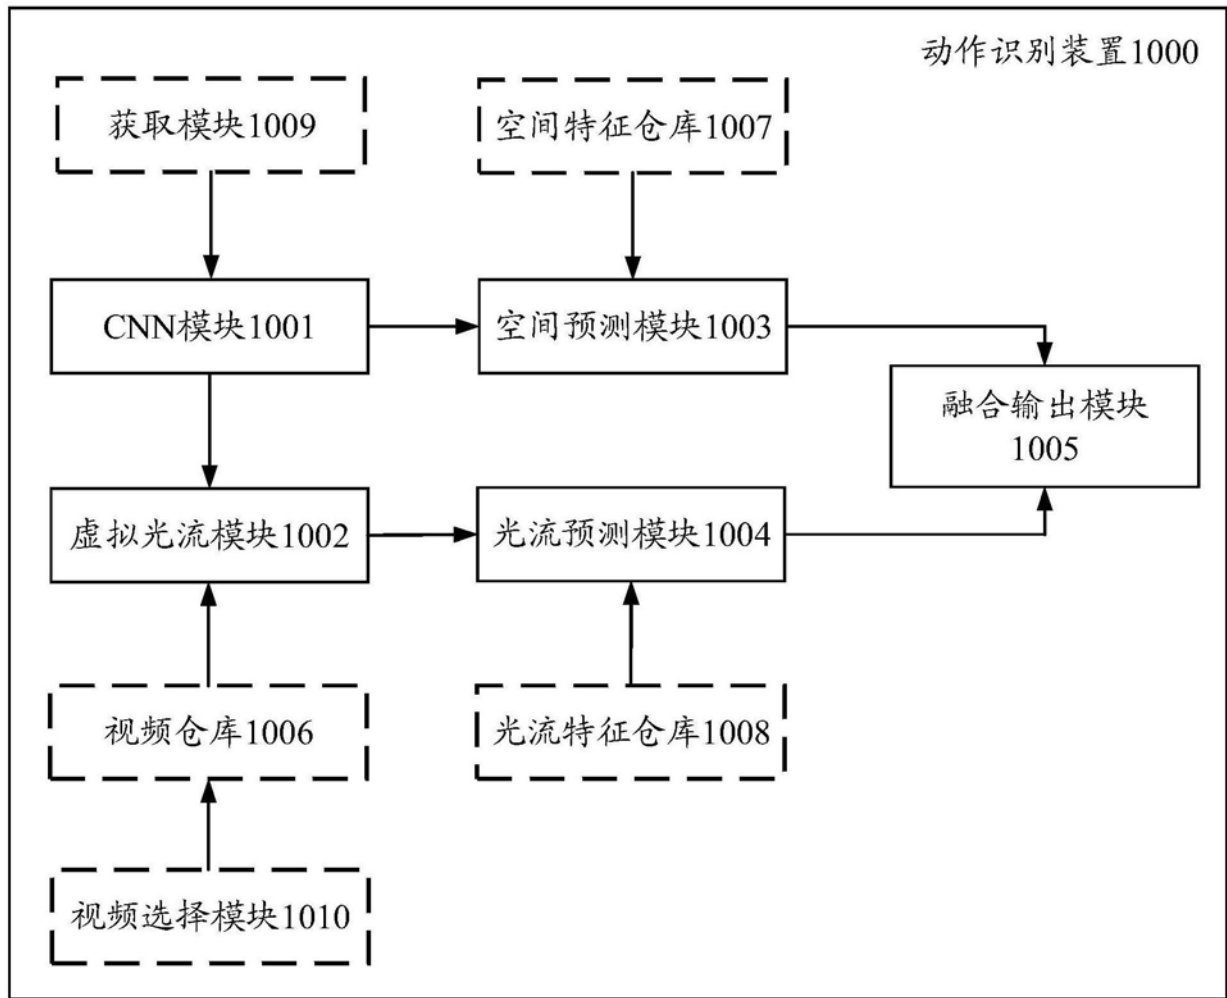 动作识别装置1000
获取模块1009
空间特征仓库1007
CNN模块1001
空间预测模块1003
融合输出模块
1005
虚拟光流模块1002
光流预测模块1004
视频仓库1006
光流特征仓库1008
视频选择模块1010